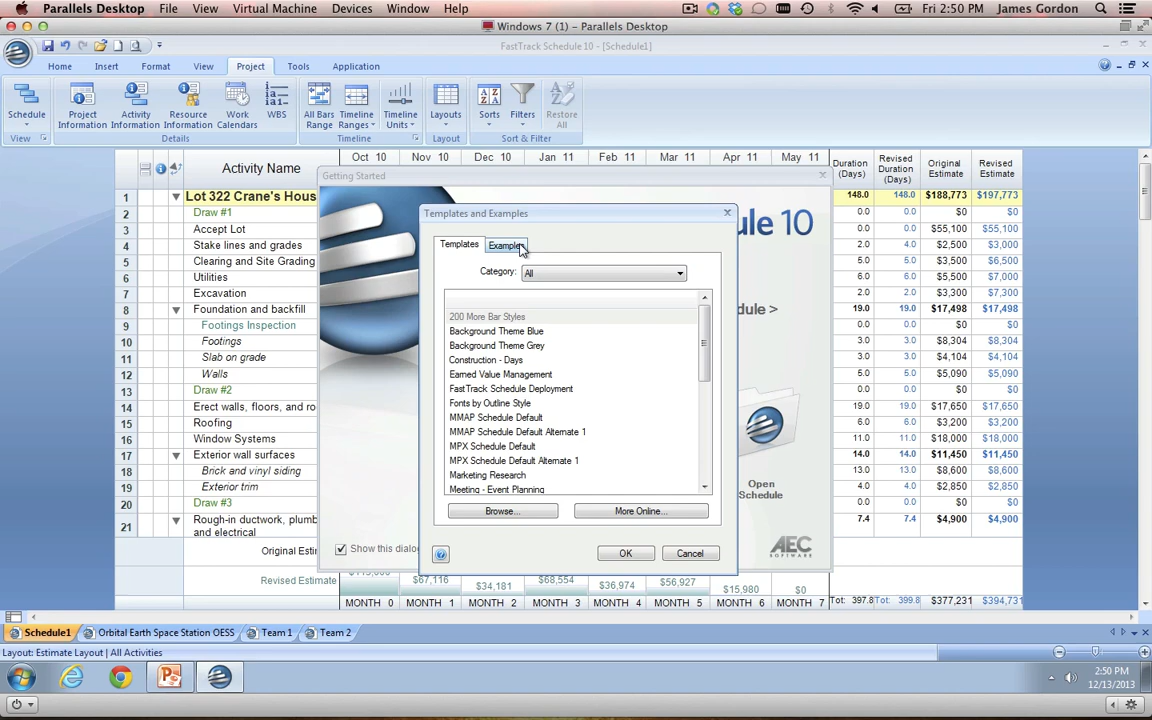 Parallels Desktop File View Virtual Machine Devices Window Help Fri 2:50 PM James Gordon
Windows 7 (1) - Parallels Desktop
FastTrack Schedule 10 - [Schedule1]
Home Insert Format View Project Tools Application
Schedule Project Information Activity Information Resource Information Work Calendars WBS All Bars Range Timeline Ranges Timeline Units Layouts Sorts Filters Restore All
View Details Timeline Layout Sort & Filter
Activity Name Oct 10 Nov 10 Dec 10 Jan 11 Feb 11 Mar 11 Apr 11 May 11 Duration (Days) Revised Duration (Days) Original Estimate Revised Estimate
Getting Started
1 Lot 322 Crane's Hous 148.0 148.0 $188,773 $197,773
2 Draw #1 0.0 0.0 $0 $0
3 Accept Lot 0.0 0.0 $55,100 $55,100
4 Stake lines and grades 2.0 4.0 $2,500 $3,000
5 Clearing and Site Grading 5.0 6.0 $3,500 $6,500
6 Utilities 5.0 6.0 $5,000 $7,000
7 Excavation 2.0 2.0 $3,300 $7,300
8 Foundation and backfill 19.0 19.0 $17,498 $17,498
9 Footings Inspection 0.0 0.0 $0 $0
10 Footings 3.0 3.0 $8,304 $8,304
11 Slab on grade 3.0 3.0 $4,104 $4,104
12 Walls 5.0 5.0 $5,090 $5,090
13 Draw #2 0.0 0.0 $0 $0
14 Erect walls, floors, and ro 19.0 19.0 $17,650 $17,650
15 Roofing 7.0 7.0 $3,200 $3,200
16 Window Systems 11.0 11.0 $18,000 $18,000
17 Exterior wall surfaces 14.0 14.0 $11,450 $11,450
18 Brick and vinyl siding 13.0 13.0 $8,600 $8,600
19 Exterior trim 4.0 4.0 $2,850 $2,850
20 Draw #3 0.0 0.0 $0 $0
21 Rough-in ductwork, plumb and electrical 7.4 7.4 $4,900 $4,900
ule 10
dule >
Open Schedule
AEC SOFTWARE
Show this dialo
Templates and Examples
Templates Examples
Category: All
200 More Bar Styles
Background Theme Blue
Background Theme Grey
Construction - Days
Earned Value Management
FastTrack Schedule Deployment
Fonts by Outline Style
MMAP Schedule Default
MMAP Schedule Default Alternate 1
MPX Schedule Default
MPX Schedule Default Alternate 1
Marketing Research
Meeting - Event Planning
Browse... More Online...
OK Cancel
Original Estin
Revised Estimate $67,116 $34,181 $68,554 $36,974 $56,927 $15,980 $0
MONTH 0 MONTH 1 MONTH 2 MONTH 3 MONTH 4 MONTH 5 MONTH 6 MONTH 7 Tot: 397.8 Tot: 399.8 $377,231 $394,731
Schedule1 Orbital Earth Space Station OESS Team 1 Team 2
Layout: Estimate Layout | All Activities
2:50 PM
12/13/2013